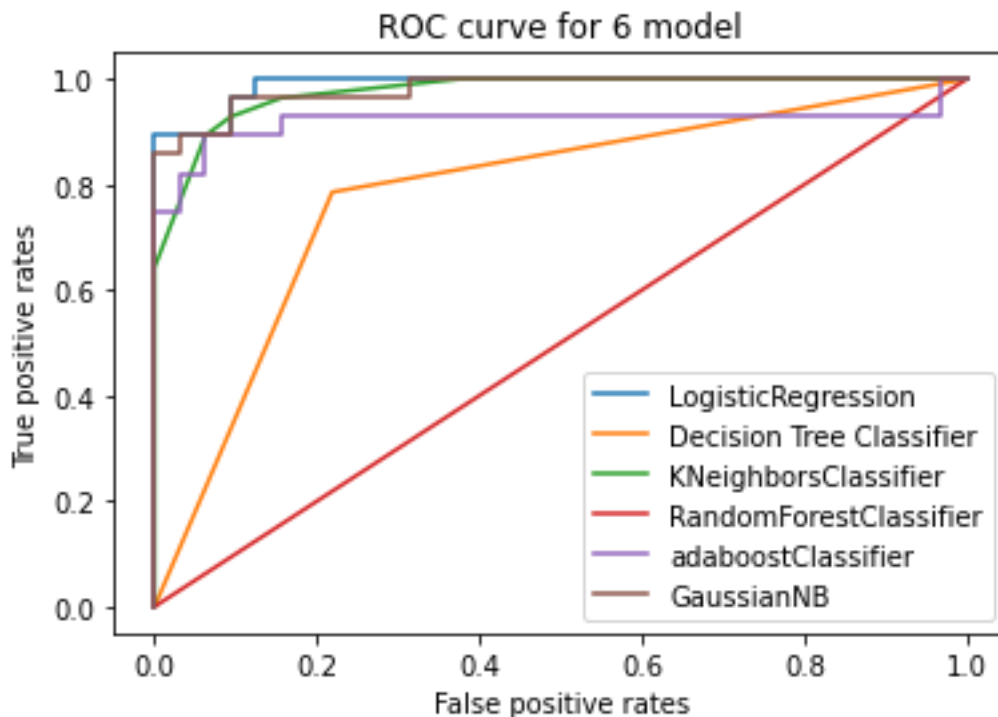 ROC curve for 6 model
True positive rates
1.0
0.8
0.6
0.4
0.2
0.0
LogisticRegression
Decision Tree Classifier
KNeighborsClassifier
RandomForestClassifier
adaboostClassifier
GaussianNB
0.0 0.2 0.4 0.6 0.8 1.0
False positive rates